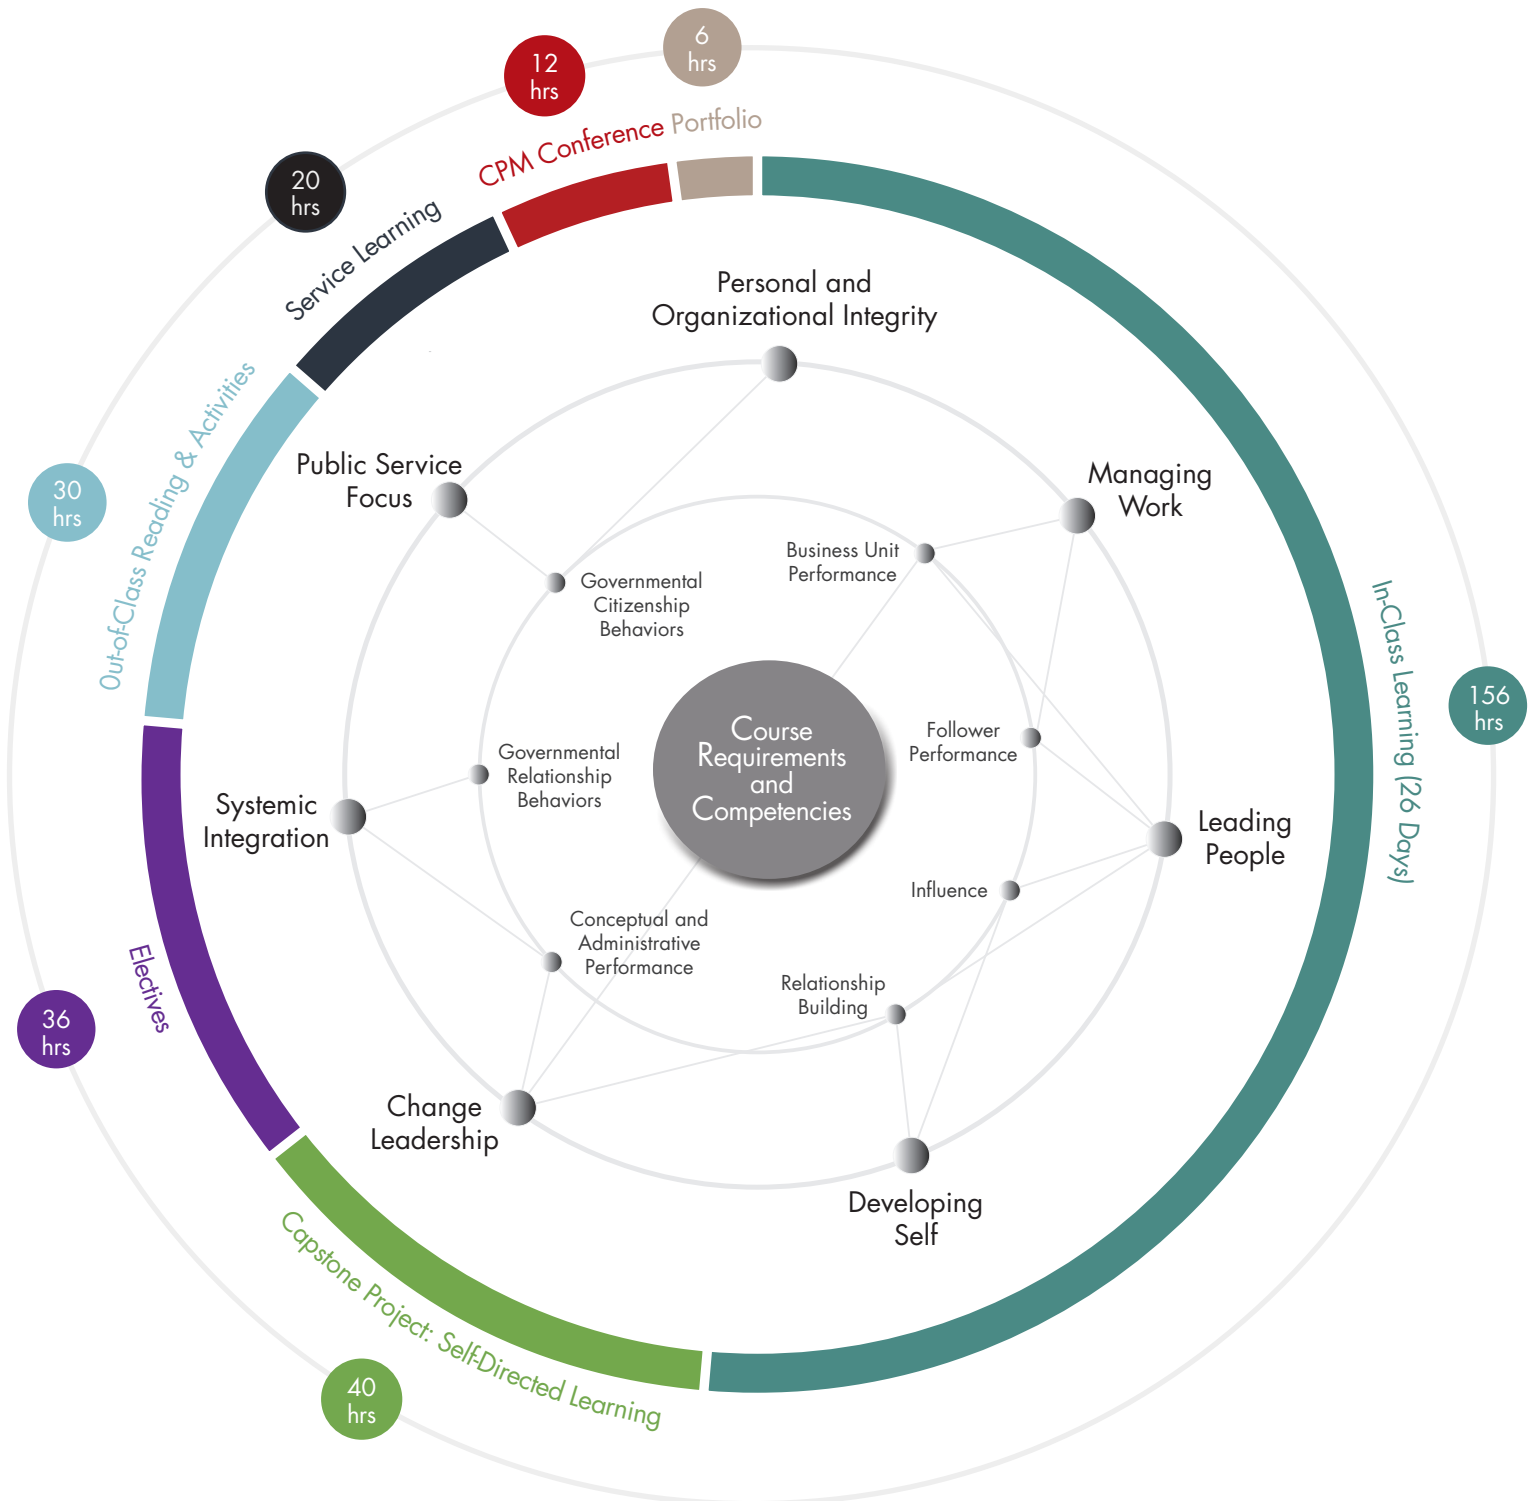 6
hrs
12
hrs
Portfolio
CPM Conference
20
hrs
Service Learning
Personal and
Organizational Integrity
Out-of-Class Reading & Activities
30
hrs
Public Service
Focus
Managing
Work
Business Unit
Performance
Governmental
Citizenship
Behaviors
In-Class Learning (26 Days)
156
hrs
Course
Requirements
and
Competencies
Follower
Performance
Governmental
Relationship
Behaviors
Systemic
Integration
Leading
People
Influence
Conceptual and
Administrative
Performance
Relationship
Building
Electives
36
hrs
Change
Leadership
Developing
Self
Capstone Project: Self-Directed Learning
40
hrs